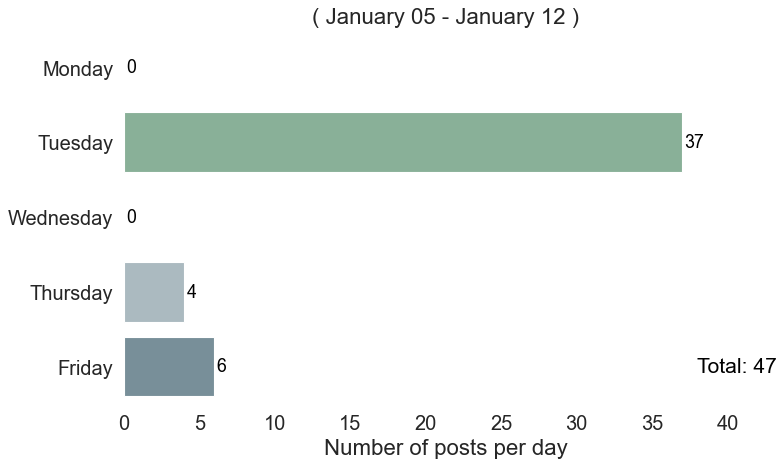 ( January 05 - January 12 )
Monday 0
Tuesday 37
Wednesday 0
Thursday 4
Friday 6
Total: 47
0 5 10 15 20 25 30 35 40
Number of posts per day